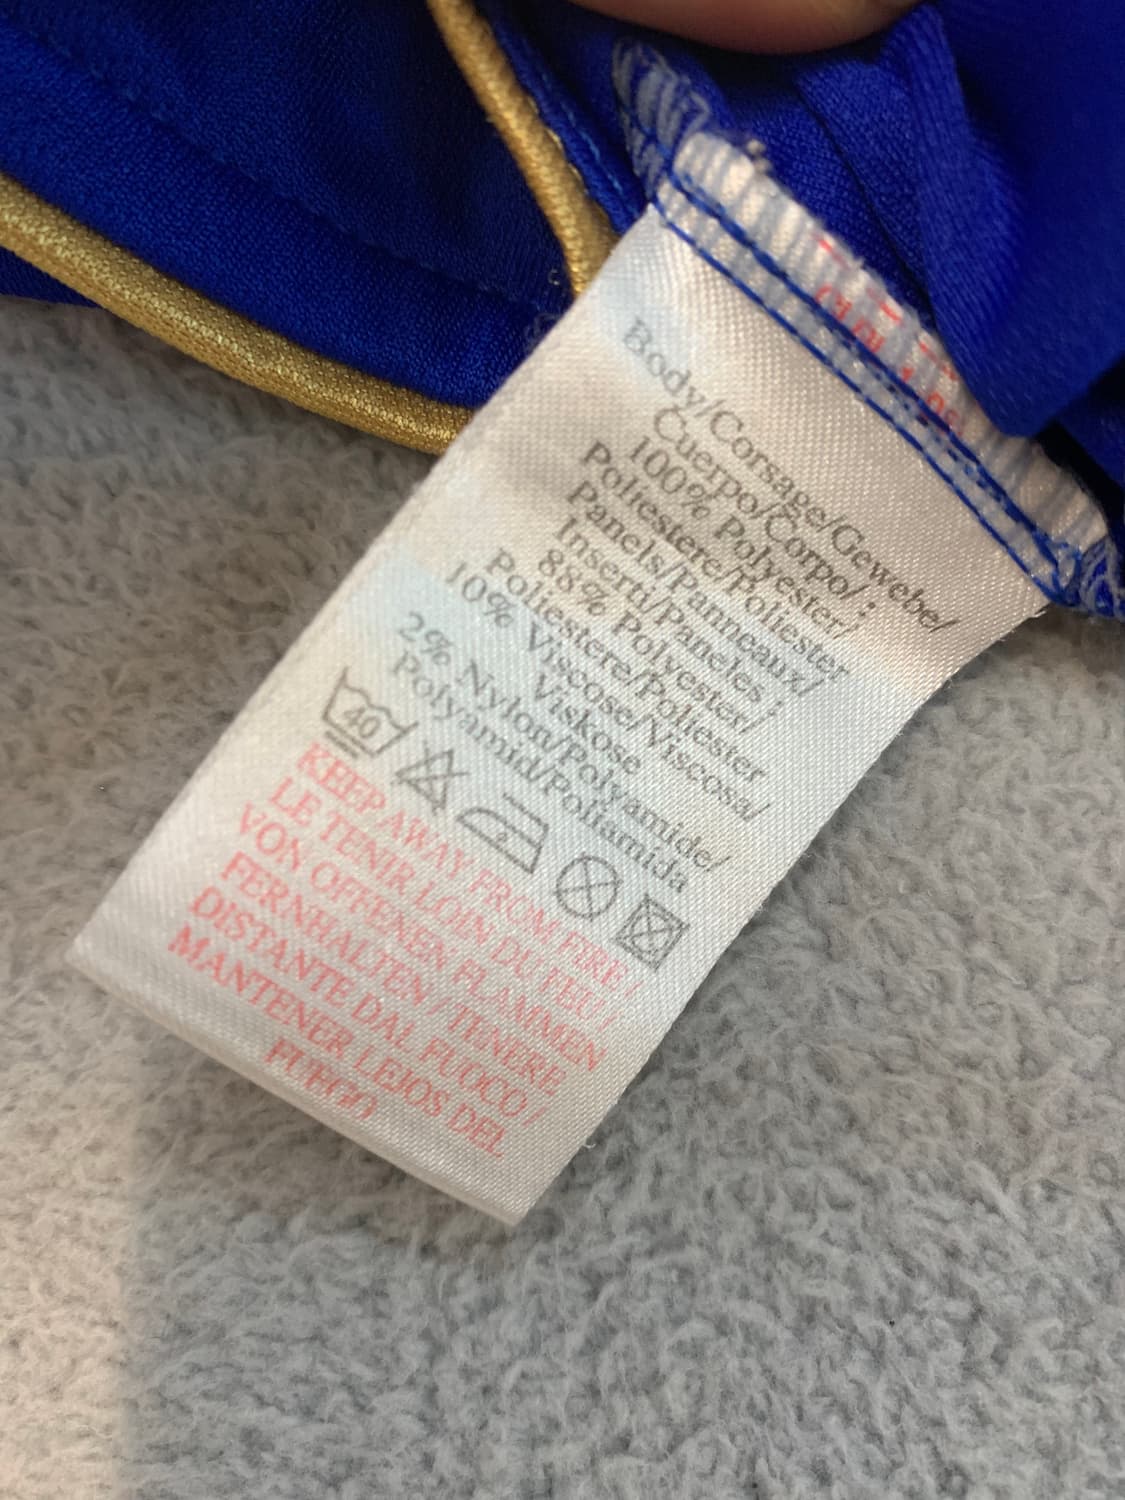 Body/Corsage/Gewebe/
Cuerpo/Corpo/:
100% Polyester/
Poliestere/Poliester
Panels/Panneaux/
Inserti/Paneles:
88% Polyester/
Poliestere/Poliester
10% Viscose/Viscosa/
Viskose
2% Nylon/Polyamide/
Polyamid/Poliamida
40
KEEP AWAY FROM FIRE /
LE TENIR LOIN DU FEU /
VON OFFENEN FLAMMEN
FERNHALTEN / TENERE
DISTANTE DAL FUOCO /
MANTENER LEJOS DEL
FUEGO